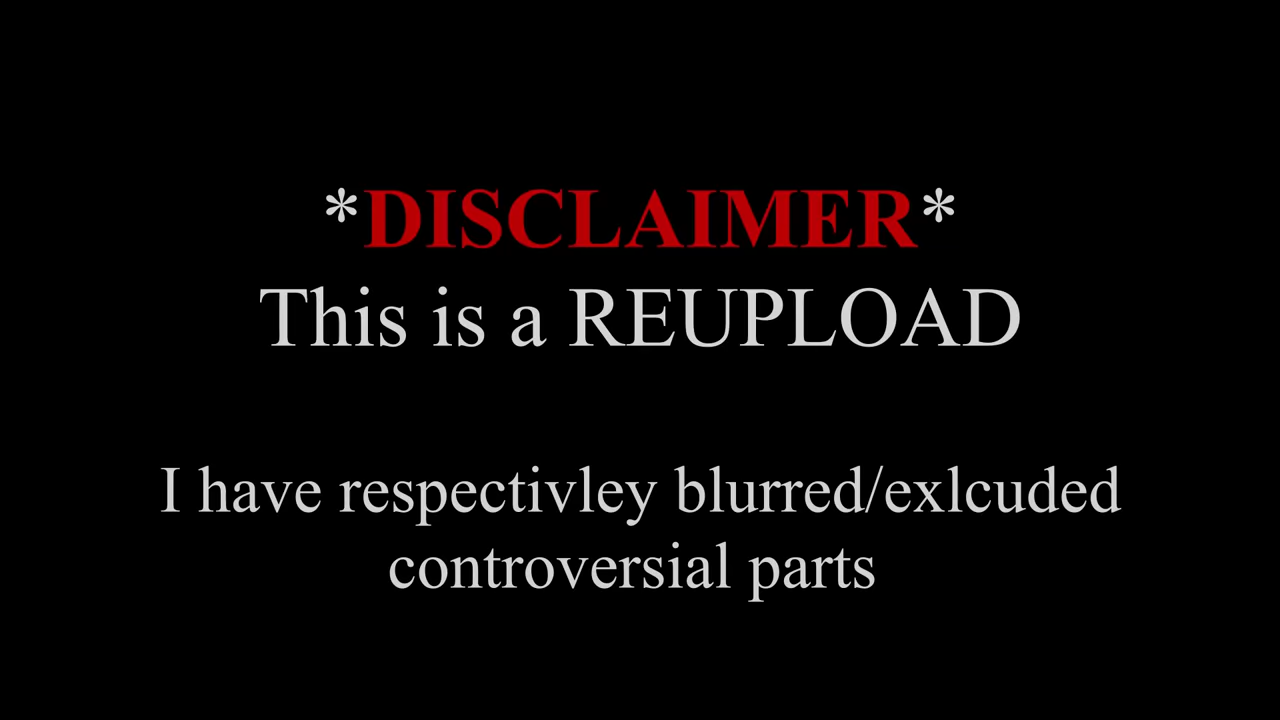 *DISCLAIMER*
This is a REUPLOAD
I have respectivley blurred/exlcuded
controversial parts